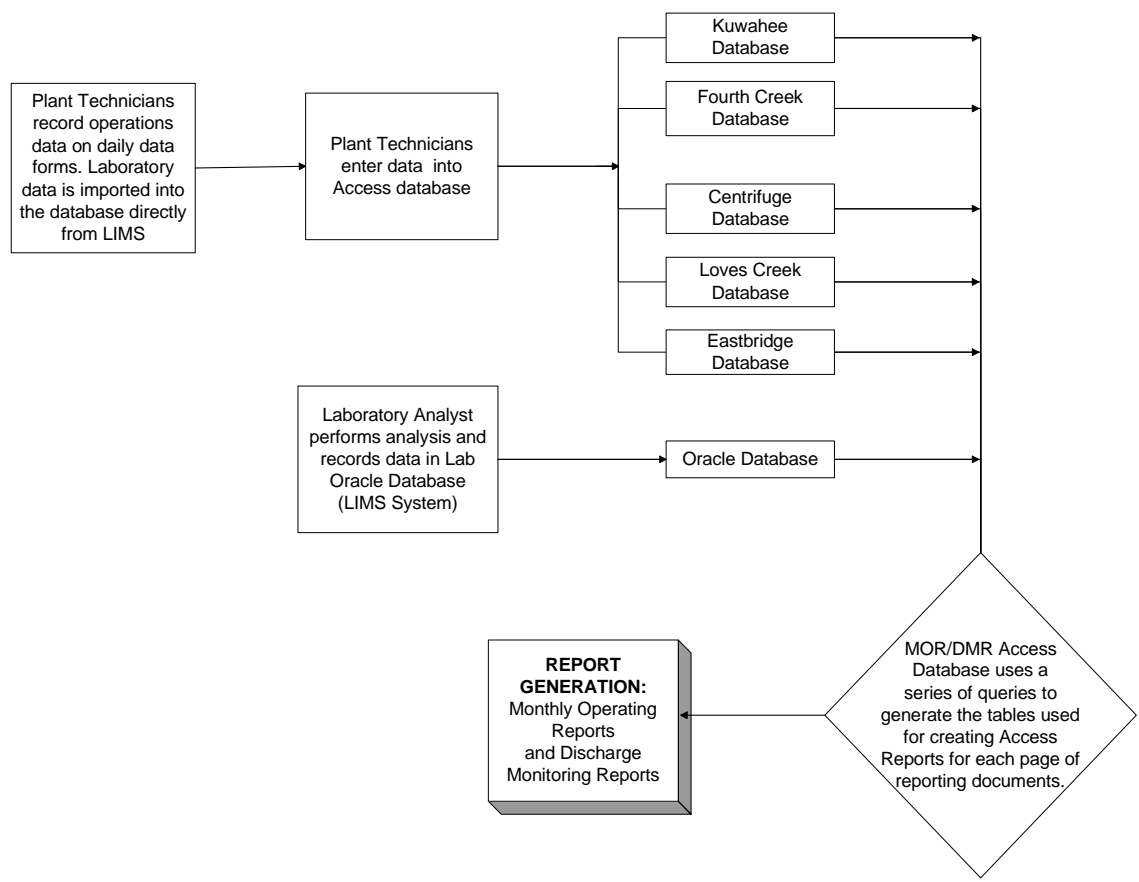 Plant Technicians
record operations
data on daily data
forms. Laboratory
data is imported into
the database directly
from LIMS
Plant Technicians
enter data into
Access database
Kuwahee
Database
Fourth Creek
Database
Centrifuge
Database
Loves Creek
Database
Eastbridge
Database
Laboratory Analyst
performs analysis and
records data in Lab
Oracle Database
(LIMS System)
Oracle Database
MOR/DMR Access
Database uses a
series of queries to
generate the tables used
for creating Access
Reports for each page of
reporting documents.
REPORT
GENERATION:
Monthly Operating
Reports
and Discharge
Monitoring Reports